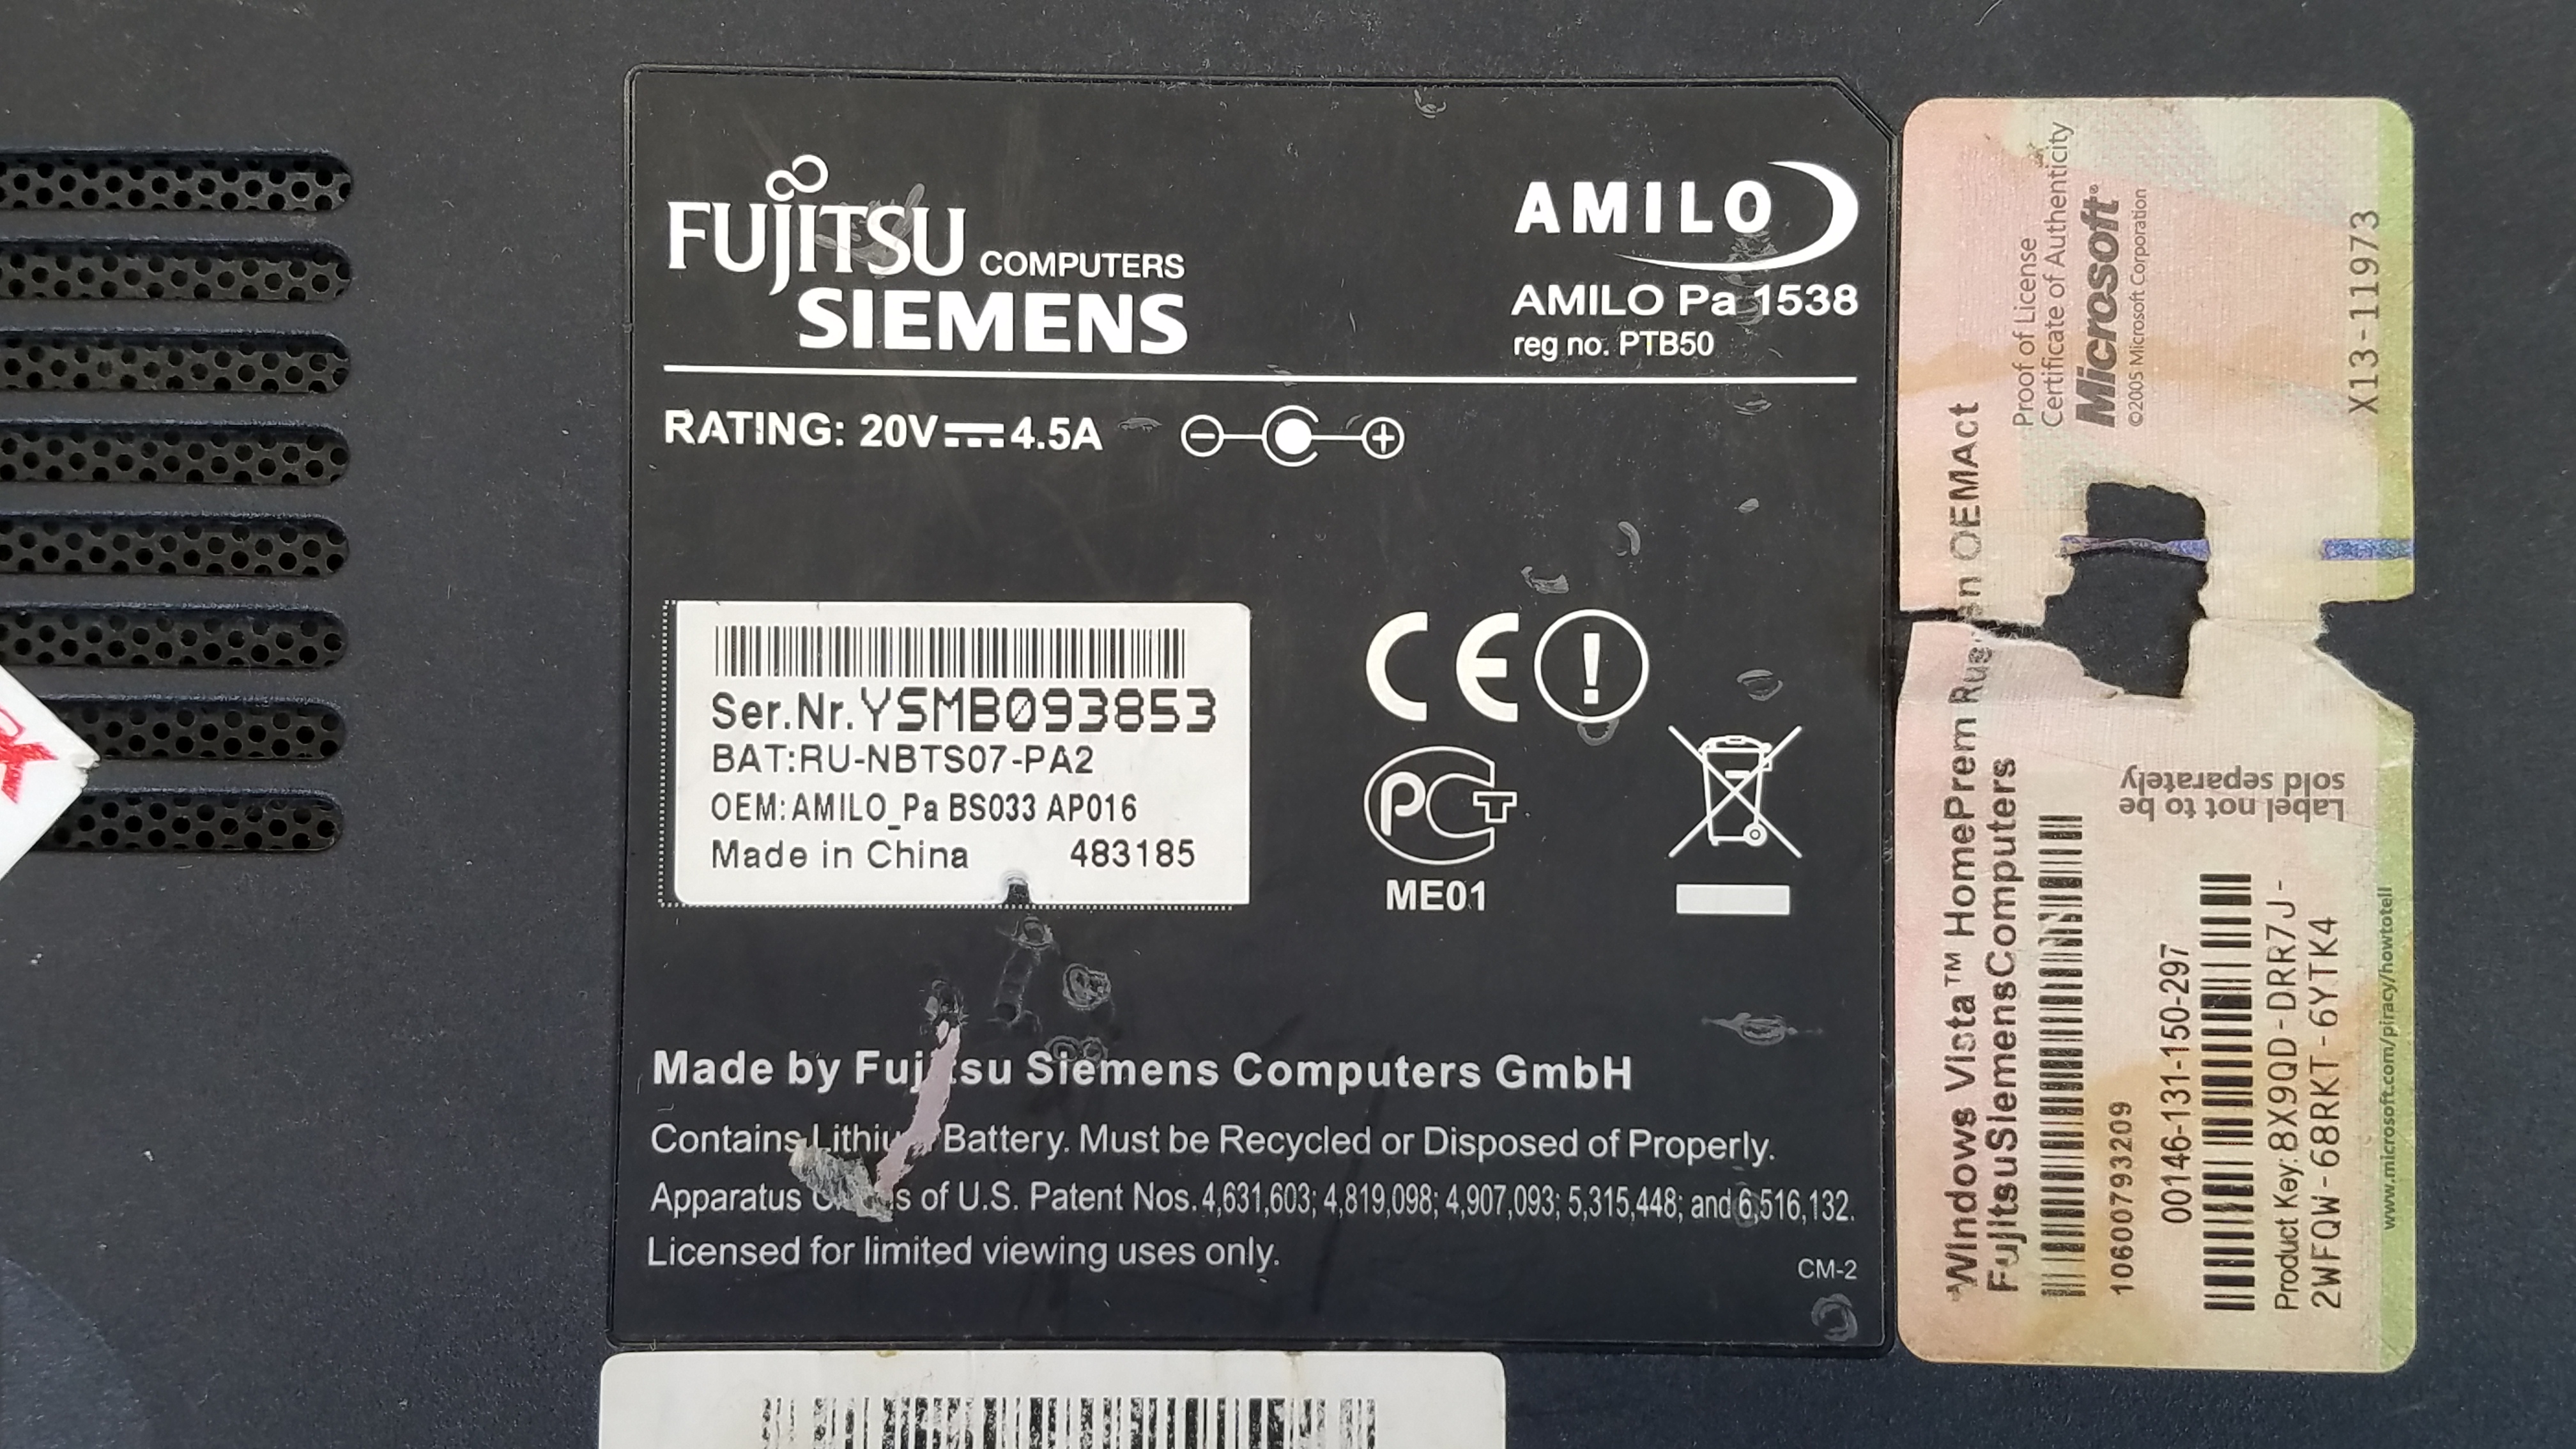 FUJITSU COMPUTERS
SIEMENS
AMILO
AMILO Pa 1538
reg no. PTB50
RATING: 20V⎓4.5A
Ser.Nr.YSMB093853
BAT:RU-NBTS07-PA2
OEM:AMILO_Pa BS033 AP016
Made in China 483185
CE
PCT
ME01
Made by Siemens Computers GmbH
Contains Battery. Must be Recycled or Disposed of Properly.
Apparatus of U.S. Patent Nos. 4,631,603; 4,819,098; 4,907,093; 5,315,448; and 6,516,132.
Licensed for limited viewing uses only.
CM-2
Proof of License
Certificate of Authenticity
Microsoft®
©2005 Microsoft Corporation
X13-11973
Windows Vista™ HomePrem OEMAct
FujitsuSiemensComputers
10600793209
00146-131-150-297
Product Key: 8X9QD-DRR7J-
2WFQW-68RKT-6YTK4
Label not to be
sold separately
www.microsoft.com/piracy/howtotell